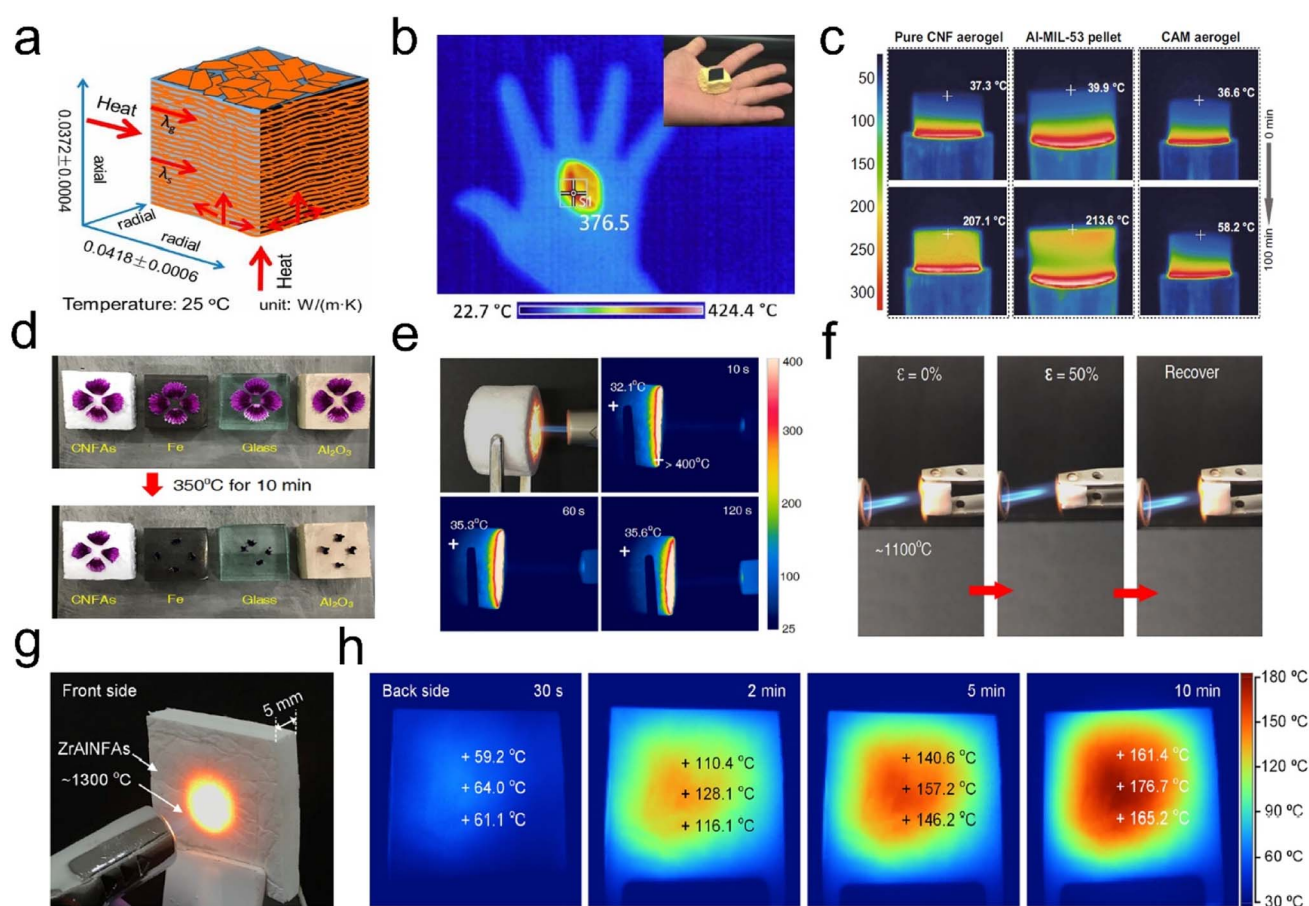 a
Heat
λg
λs
0.0372±0.0004
axial
radial
radial
0.0418±0.0006
Heat
Temperature: 25 °C
unit: W/(m·K)
b
376.5
22.7 °C
424.4 °C
c
Pure CNF aerogel
Al-MIL-53 pellet
CAM aerogel
50
100
150
200
250
300
37.3 °C
39.9 °C
36.6 °C
207.1 °C
213.6 °C
58.2 °C
0 min
100 min
d
CNFAs
Fe
Glass
Al₂O₃
350°C for 10 min
CNFAs
Fe
Glass
Al₂O₃
e
10 s
32.1°C
> 400°C
60 s
35.3°C
120 s
35.6°C
400
300
200
100
25
f
ε = 0%
ε = 50%
Recover
~1100°C
g
Front side
5 mm
ZrAlNFAs
~1300 °C
h
Back side
30 s
+ 59.2 °C
+ 64.0 °C
+ 61.1 °C
2 min
+ 110.4 °C
+ 128.1 °C
+ 116.1 °C
5 min
+ 140.6 °C
+ 157.2 °C
+ 146.2 °C
10 min
+ 161.4 °C
+ 176.7 °C
+ 165.2 °C
180 °C
150 °C
120 °C
90 °C
60 °C
30 °C